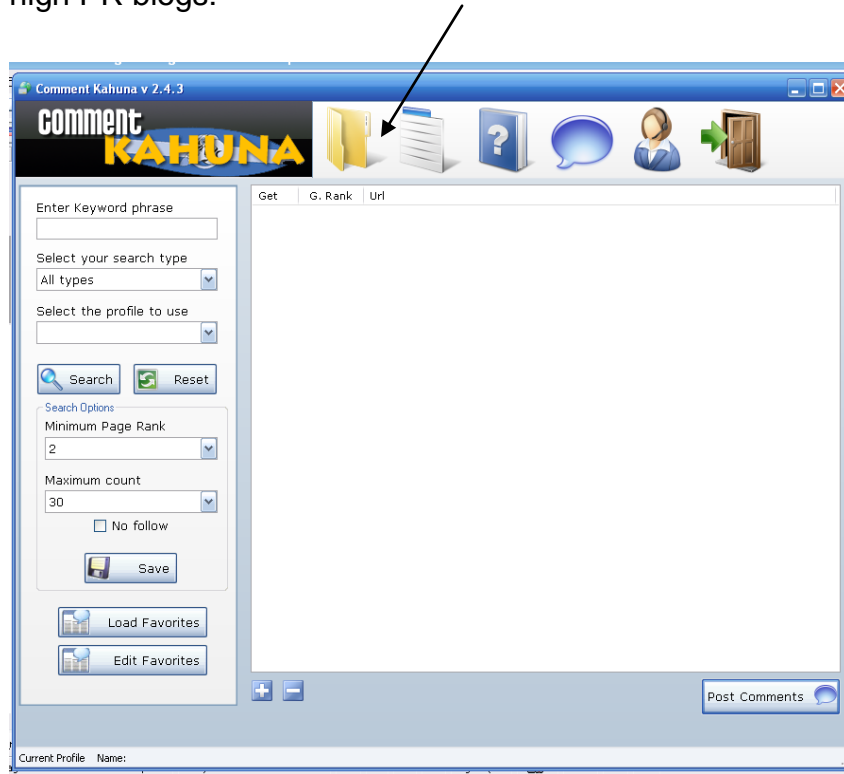 high PR blogs.
Comment Kahuna v 2.4.3
comment
KAHUNA
?
Enter Keyword phrase
Select your search type
All types
Select the profile to use
Search Reset
Search Options
Minimum Page Rank
2
Maximum count
30
No follow
Save
Load Favorites
Edit Favorites
Get G. Rank Url
Post Comments
Current Profile Name: